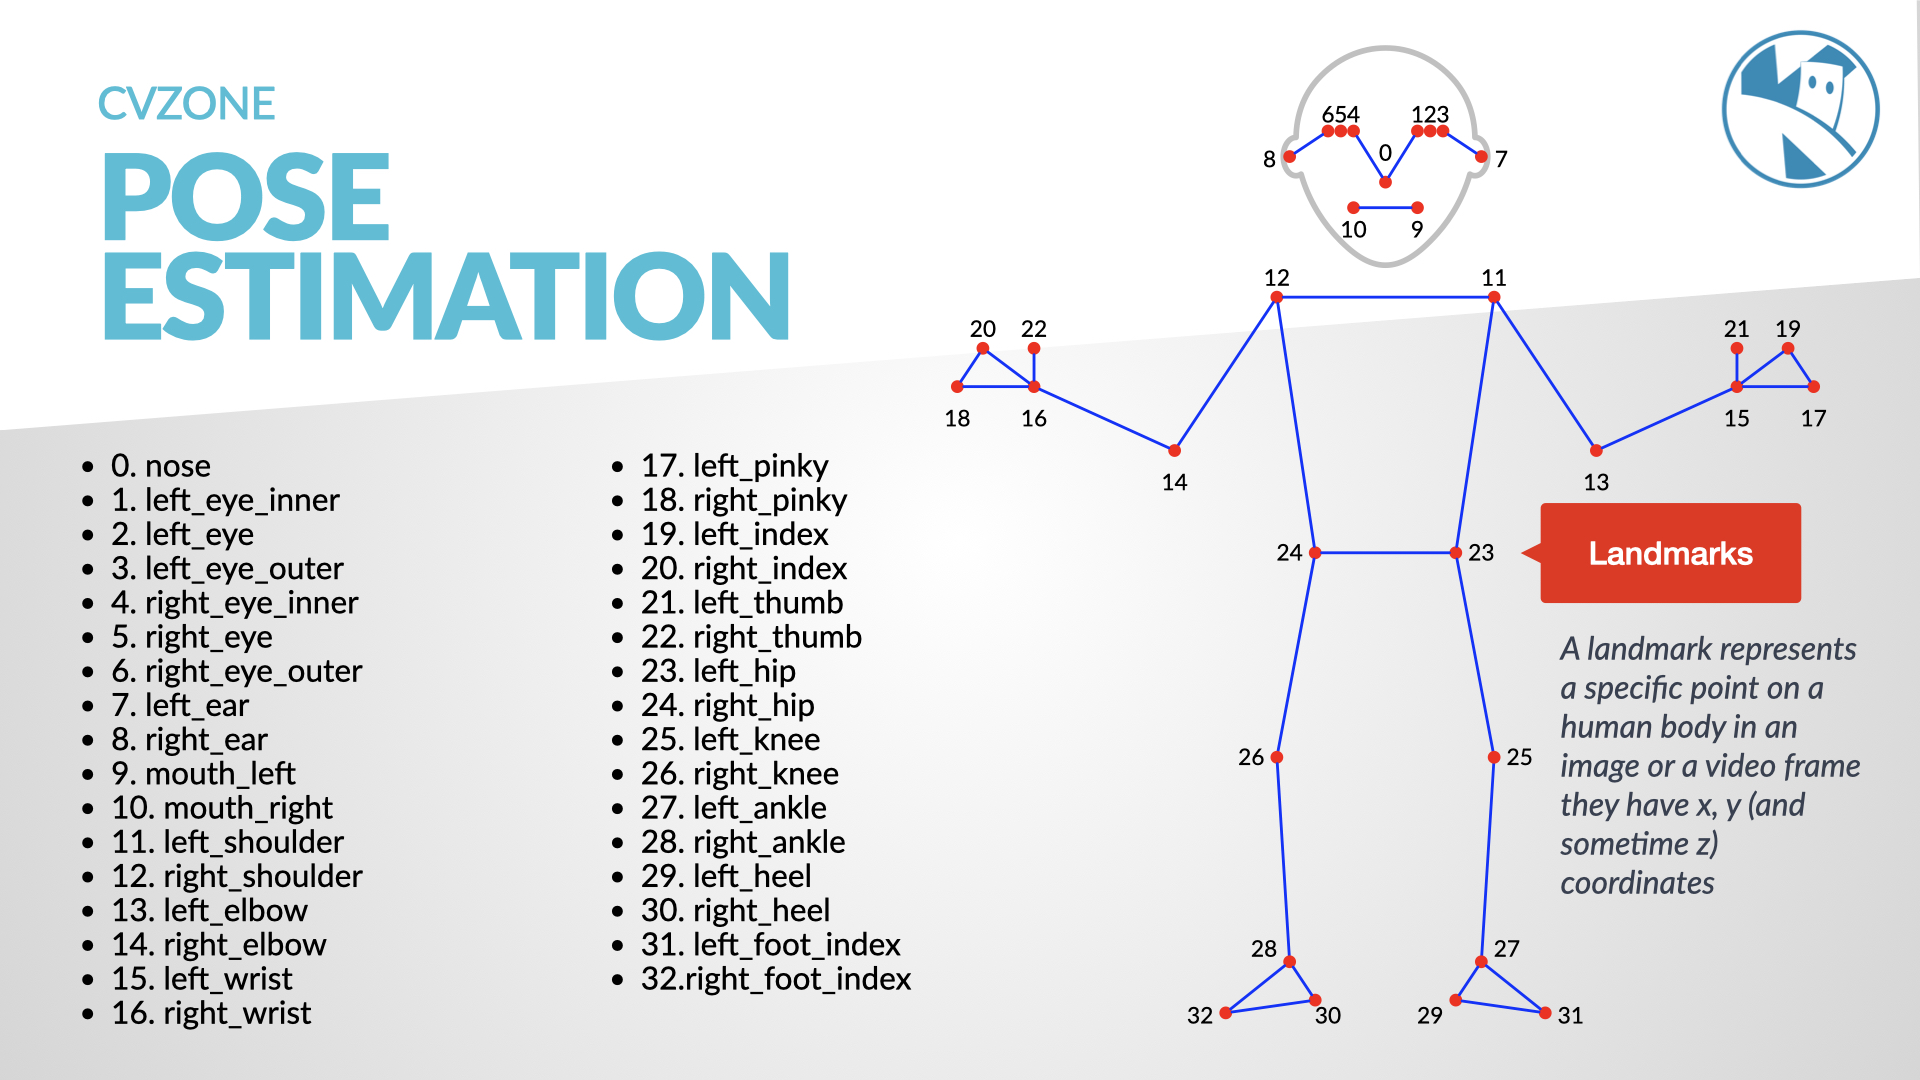 CVZONE
POSE
ESTIMATION
• 0. nose
• 1. left_eye_inner
• 2. left_eye
• 3. left_eye_outer
• 4. right_eye_inner
• 5. right_eye
• 6. right_eye_outer
• 7. left_ear
• 8. right_ear
• 9. mouth_left
• 10. mouth_right
• 11. left_shoulder
• 12. right_shoulder
• 13. left_elbow
• 14. right_elbow
• 15. left_wrist
• 16. right_wrist
• 17. left_pinky
• 18. right_pinky
• 19. left_index
• 20. right_index
• 21. left_thumb
• 22. right_thumb
• 23. left_hip
• 24. right_hip
• 25. left_knee
• 26. right_knee
• 27. left_ankle
• 28. right_ankle
• 29. left_heel
• 30. right_heel
• 31. left_foot_index
• 32.right_foot_index
654 123
8 0 7
10 9
12 11
20 22 21 19
18 16 15 17
14 13
24 23
26 25
28 27
32 30 29 31
Landmarks
A landmark represents
a specific point on a
human body in an
image or a video frame
they have x, y (and
sometime z)
coordinates